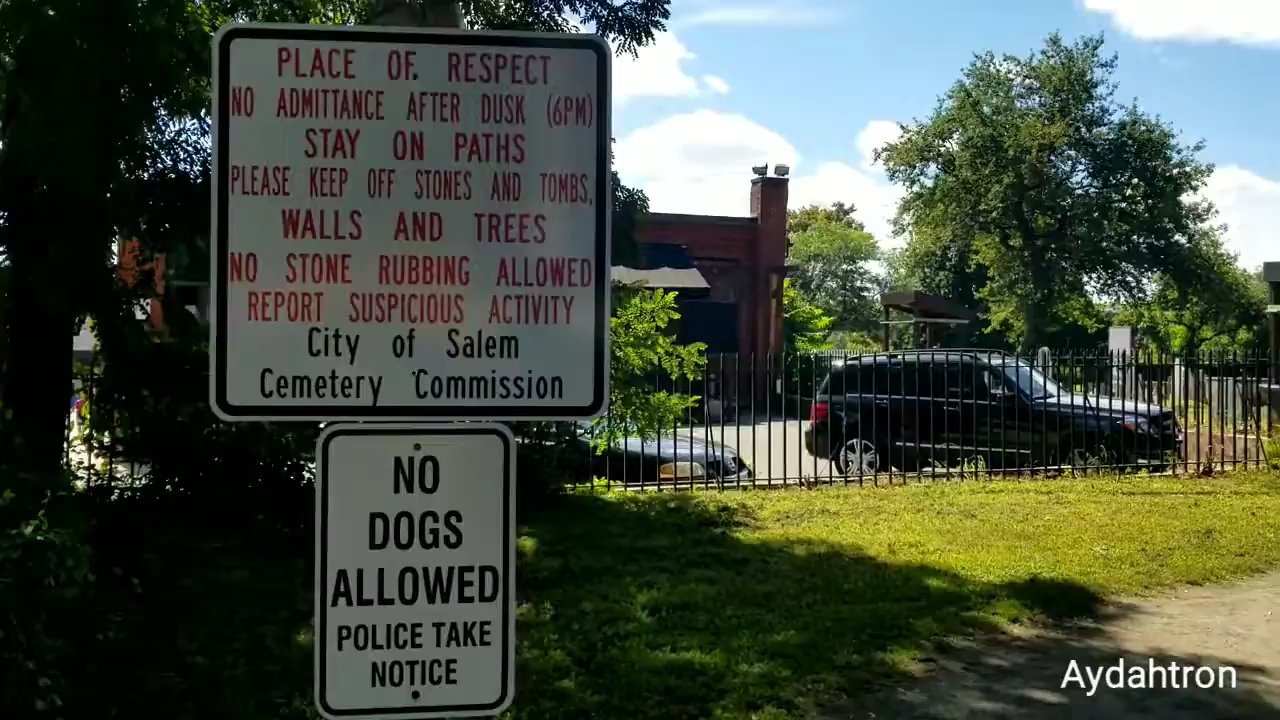 PLACE OF. RESPECT
NO ADMITTANCE AFTER DUSK (6PM)
STAY ON PATHS
PLEASE KEEP OFF STONES AND TOMBS,
WALLS AND TREES
NO STONE RUBBING ALLOWED
REPORT SUSPICIOUS ACTIVITY
City of Salem
Cemetery Commission
NO
DOGS
ALLOWED
POLICE TAKE
NOTICE
Aydahtron